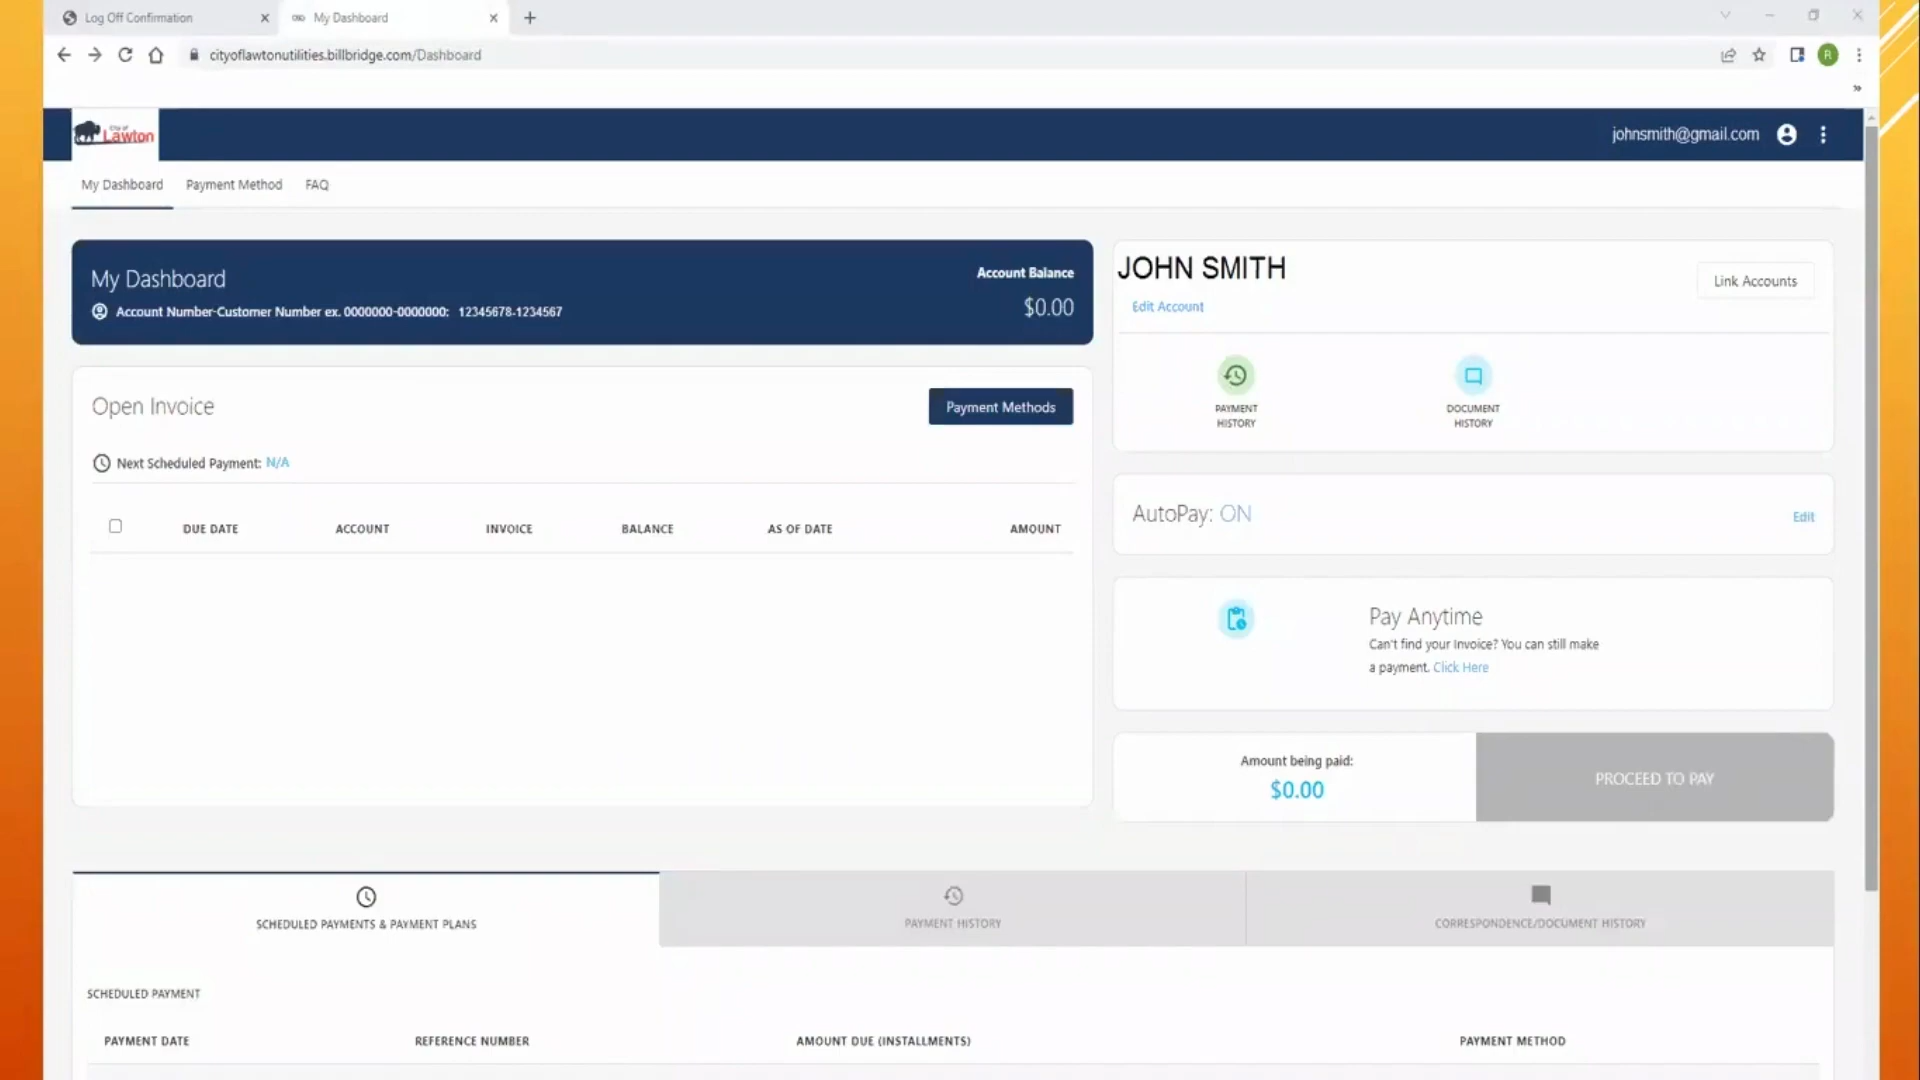 Log Off Confirmation
My Dashboard
cityoflawtonutilities.billbridge.com/Dashboard
R
City of
Lawton
johnsmith@gmail.com
My Dashboard
Payment Method
FAQ
My Dashboard
Account Number-Customer Number ex. 0000000-0000000: 12345678-1234567
Account Balance
$0.00
JOHN SMITH
Edit Account
Link Accounts
PAYMENT
HISTORY
DOCUMENT
HISTORY
Open Invoice
Payment Methods
Next Scheduled Payment: N/A
DUE DATE
ACCOUNT
INVOICE
BALANCE
AS OF DATE
AMOUNT
AutoPay: ON
Edit
Pay Anytime
Can't find your Invoice? You can still make
a payment. Click Here
Amount being paid:
$0.00
PROCEED TO PAY
SCHEDULED PAYMENTS & PAYMENT PLANS
PAYMENT HISTORY
CORRESPONDENCE/DOCUMENT HISTORY
SCHEDULED PAYMENT
PAYMENT DATE
REFERENCE NUMBER
AMOUNT DUE (INSTALLMENTS)
PAYMENT METHOD